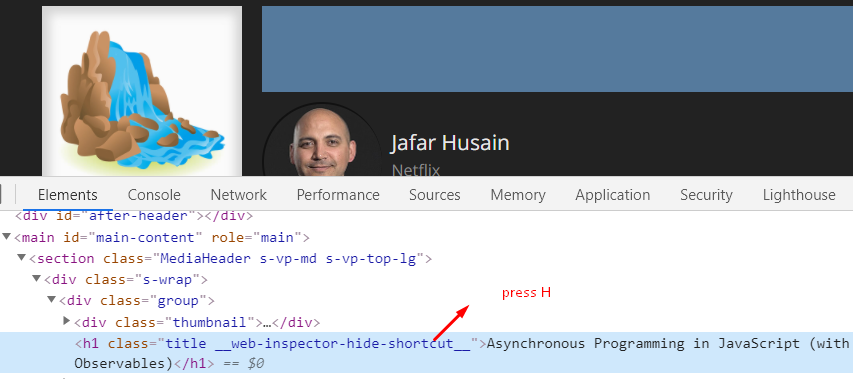 Jafar Husain
Netflix
Elements Console Network Performance Sources Memory Application Security Lighthouse
<div id="after-header"></div>
▼<main id="main-content" role="main">
▼<section class="MediaHeader s-vp-md s-vp-top-lg">
▼<div class="s-wrap">
▼<div class="group">
press H
▶<div class="thumbnail">…</div>
<h1 class="title __web-inspector-hide-shortcut__">Asynchronous Programming in JavaScript (with
Observables)</h1> == $0